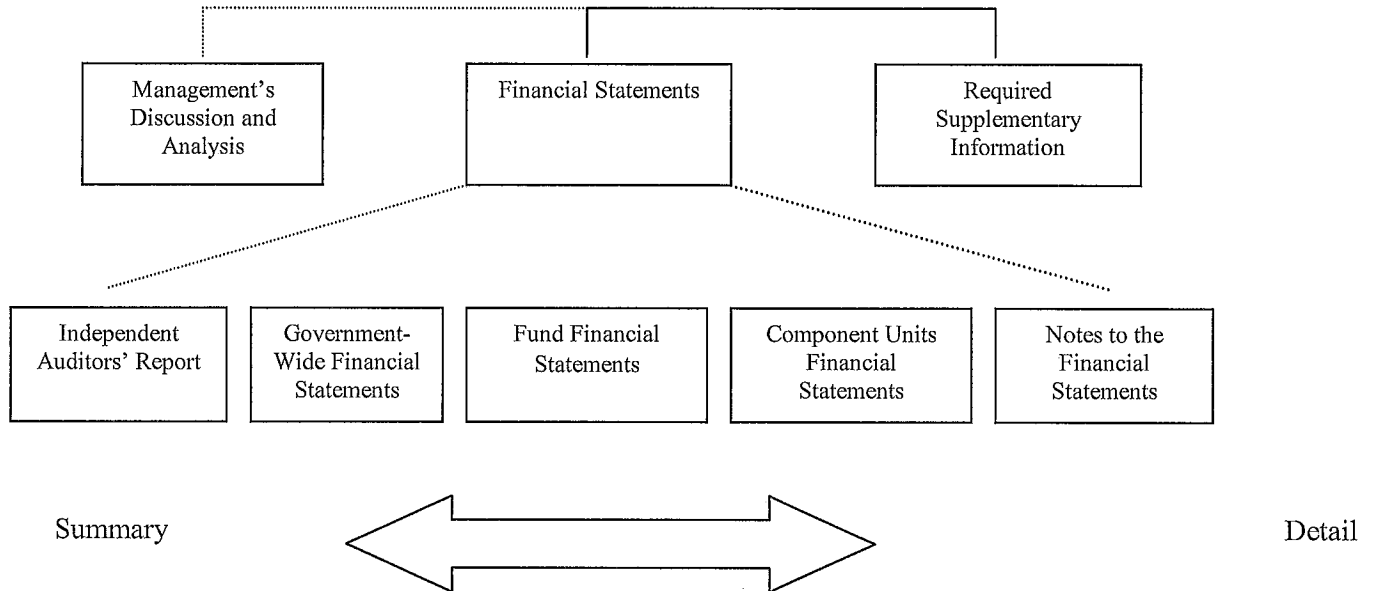 Management's
Discussion and
Analysis
Financial Statements
Required
Supplementary
Information
Independent
Auditors' Report
Government-
Wide Financial
Statements
Fund Financial
Statements
Component Units
Financial
Statements
Notes to the
Financial
Statements
Summary
Detail